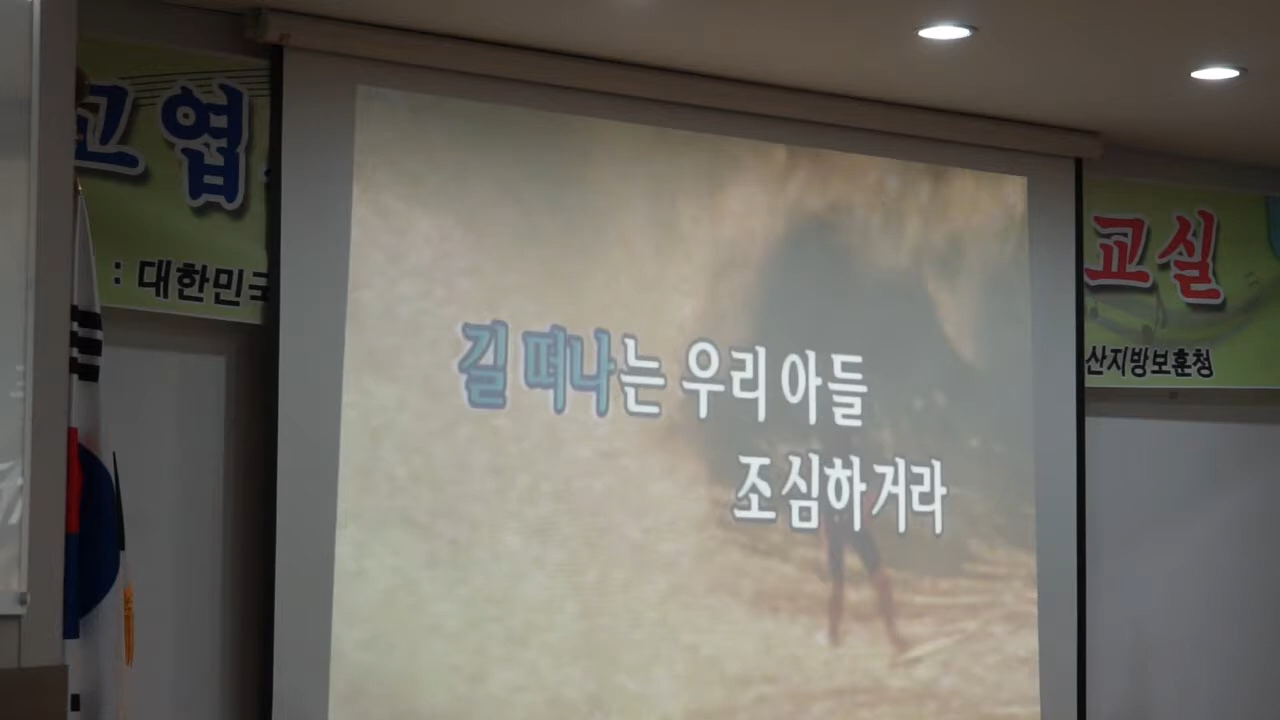 고엽
: 대한민국
길 떠나는 우리 아들
조심하거라
교실
산지방보훈청